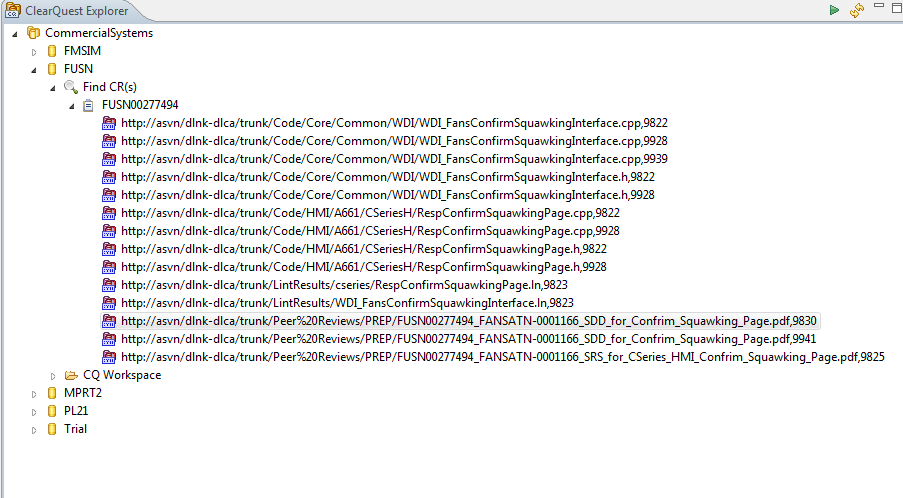 ClearQuest Explorer
CommercialSystems
FMSIM
FUSN
Find CR(s)
FUSN00277494
http://asvn/dlnk-dlca/trunk/Code/Core/Common/WDI/WDI_FansConfirmSquawkingInterface.cpp,9822
http://asvn/dlnk-dlca/trunk/Code/Core/Common/WDI/WDI_FansConfirmSquawkingInterface.cpp,9928
http://asvn/dlnk-dlca/trunk/Code/Core/Common/WDI/WDI_FansConfirmSquawkingInterface.cpp,9939
http://asvn/dlnk-dlca/trunk/Code/Core/Common/WDI/WDI_FansConfirmSquawkingInterface.h,9822
http://asvn/dlnk-dlca/trunk/Code/Core/Common/WDI/WDI_FansConfirmSquawkingInterface.h,9928
http://asvn/dlnk-dlca/trunk/Code/HMI/A661/CSeriesH/RespConfirmSquawkingPage.cpp,9822
http://asvn/dlnk-dlca/trunk/Code/HMI/A661/CSeriesH/RespConfirmSquawkingPage.cpp,9928
http://asvn/dlnk-dlca/trunk/Code/HMI/A661/CSeriesH/RespConfirmSquawkingPage.h,9822
http://asvn/dlnk-dlca/trunk/Code/HMI/A661/CSeriesH/RespConfirmSquawkingPage.h,9928
http://asvn/dlnk-dlca/trunk/LintResults/cseries/RespConfirmSquawkingPage.ln,9823
http://asvn/dlnk-dlca/trunk/LintResults/WDI_FansConfirmSquawkingInterface.ln,9823
http://asvn/dlnk-dlca/trunk/Peer%20Reviews/PREP/FUSN00277494_FANSATN-0001166_SDD_for_Confrim_Squawking_Page.pdf,9830
http://asvn/dlnk-dlca/trunk/Peer%20Reviews/PREP/FUSN00277494_FANSATN-0001166_SDD_for_Confrim_Squawking_Page.pdf,9941
http://asvn/dlnk-dlca/trunk/Peer%20Reviews/PREP/FUSN00277494_FANSATN-0001166_SRS_for_CSeries_HMI_Confrim_Squawking_Page.pdf,9825
CQ Workspace
MPRT2
PL21
Trial